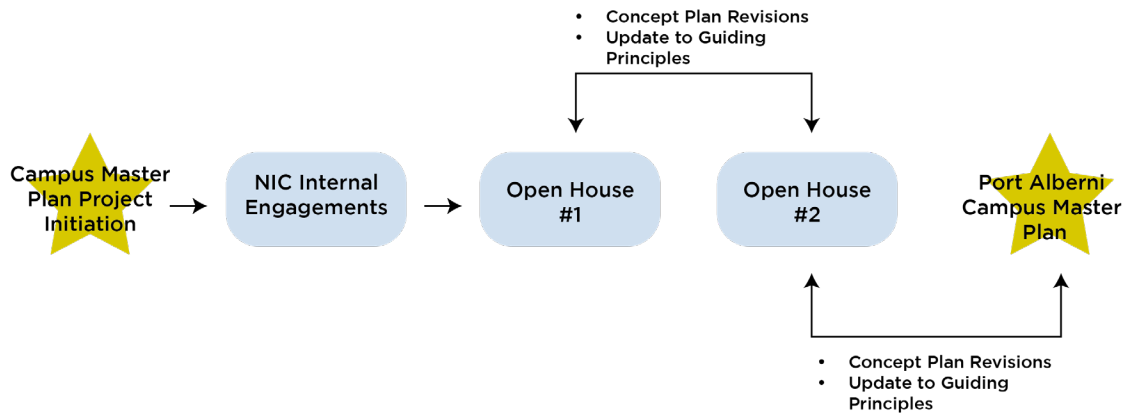 • Concept Plan Revisions
• Update to Guiding
Principles
Campus Master
Plan Project
Initiation
NIC Internal
Engagements
Open House
#1
Open House
#2
Port Alberni
Campus Master
Plan
• Concept Plan Revisions
• Update to Guiding
Principles